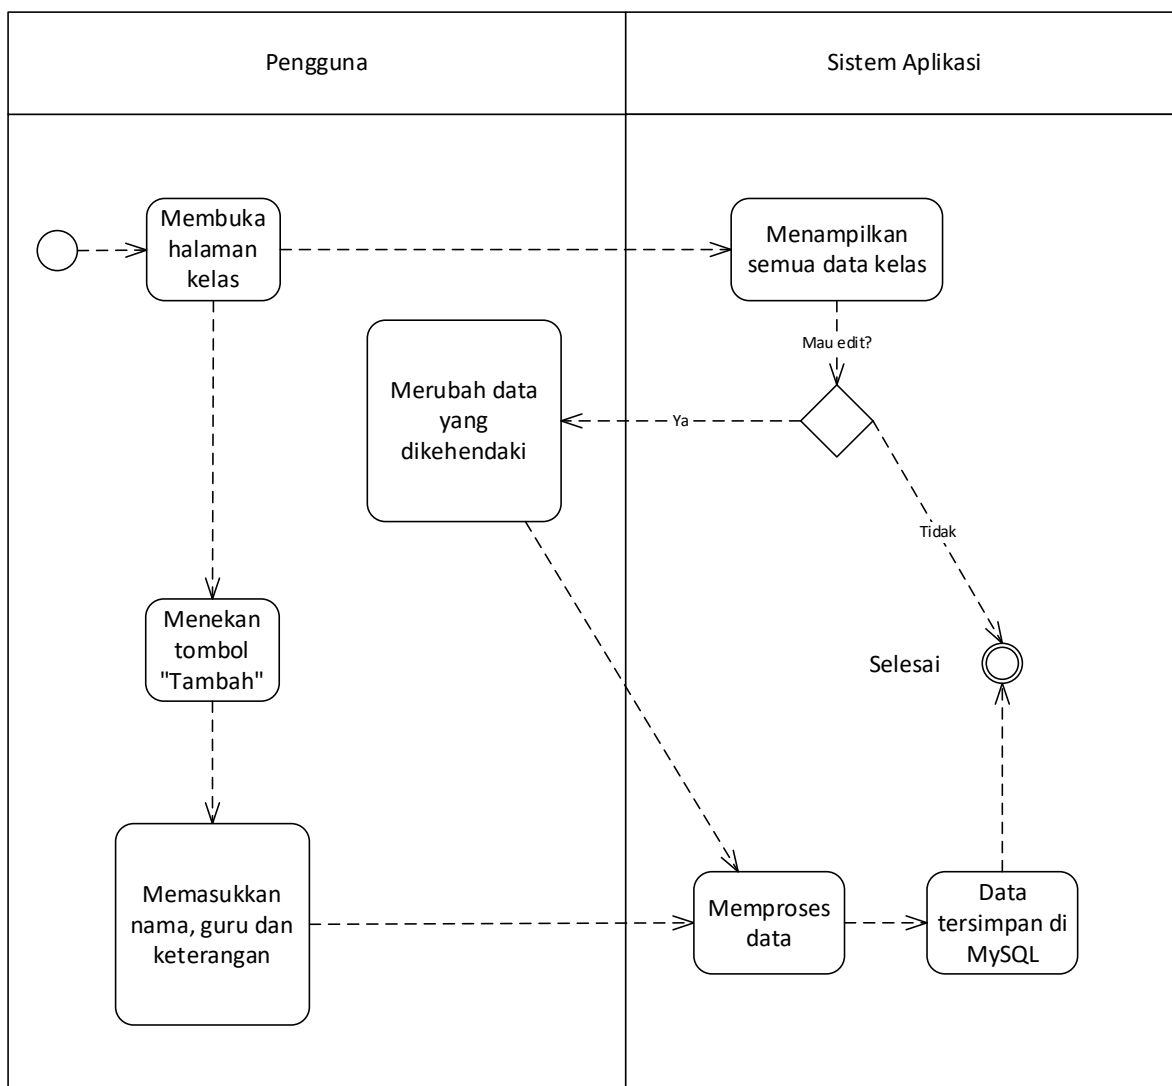 Pengguna
Sistem Aplikasi
Membuka
halaman
kelas
Menampilkan
semua data kelas
Mau edit?
Merubah data
yang
dikehendaki
Ya
Tidak
Menekan
tombol
"Tambah"
Selesai
Memasukkan
nama, guru dan
keterangan
Memproses
data
Data
tersimpan di
MySQL